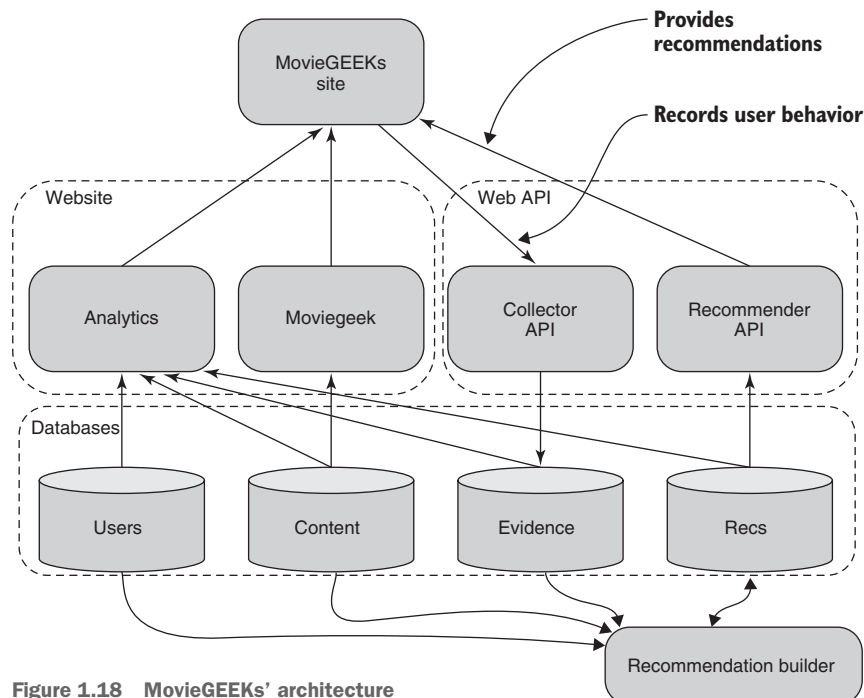 Provides
recommendations
MovieGEEKs
site
Records user behavior
Website
Web API
Analytics
Moviegeek
Collector
API
Recommender
API
Databases
Users
Content
Evidence
Recs
Recommendation builder
Figure 1.18 MovieGEEKs' architecture